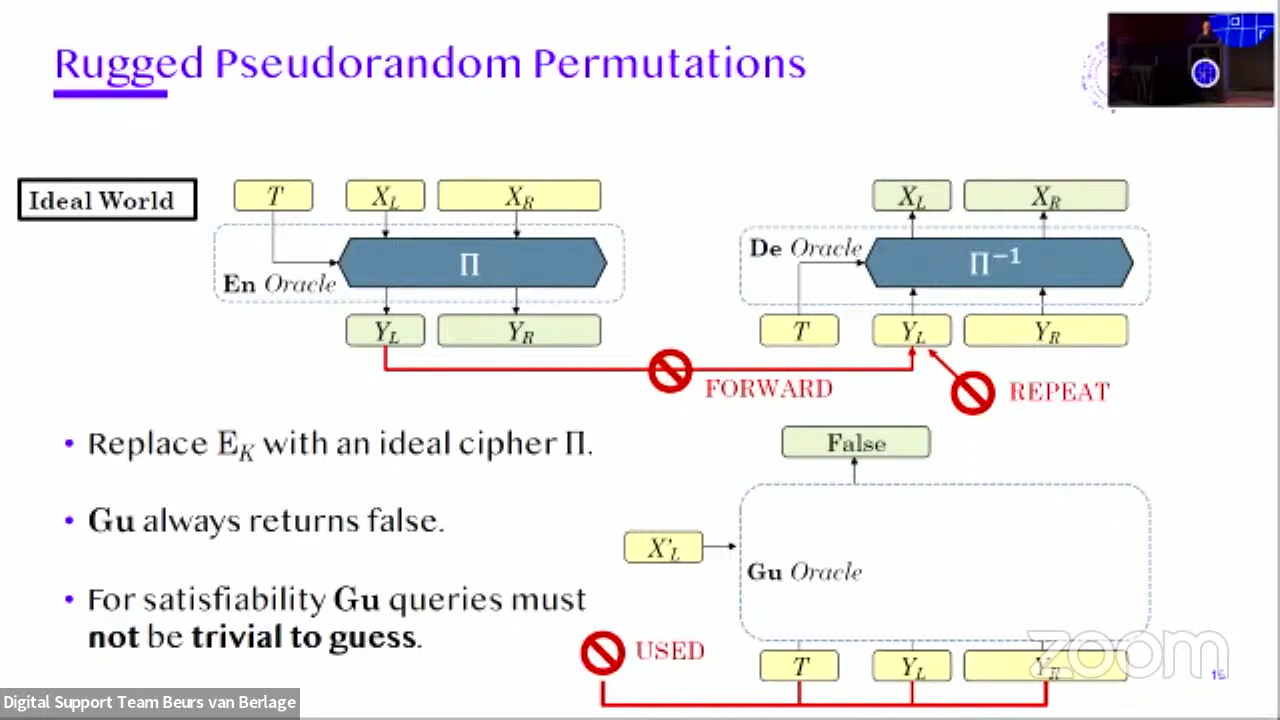 Rugged Pseudorandom Permutations
Ideal World
T
X_L
X_R
Π
En Oracle
Y_L
Y_R
X_L
X_R
De Oracle
Π⁻¹
T
Y_L
Y_R
FORWARD
REPEAT
• Replace E_K with an ideal cipher Π.
• Gu always returns false.
• For satisfiability Gu queries must
not be trivial to guess.
False
X'_L
Gu Oracle
USED
T
Y_L
Y_R
zoom
15
Digital Support Team Beurs van Berlage